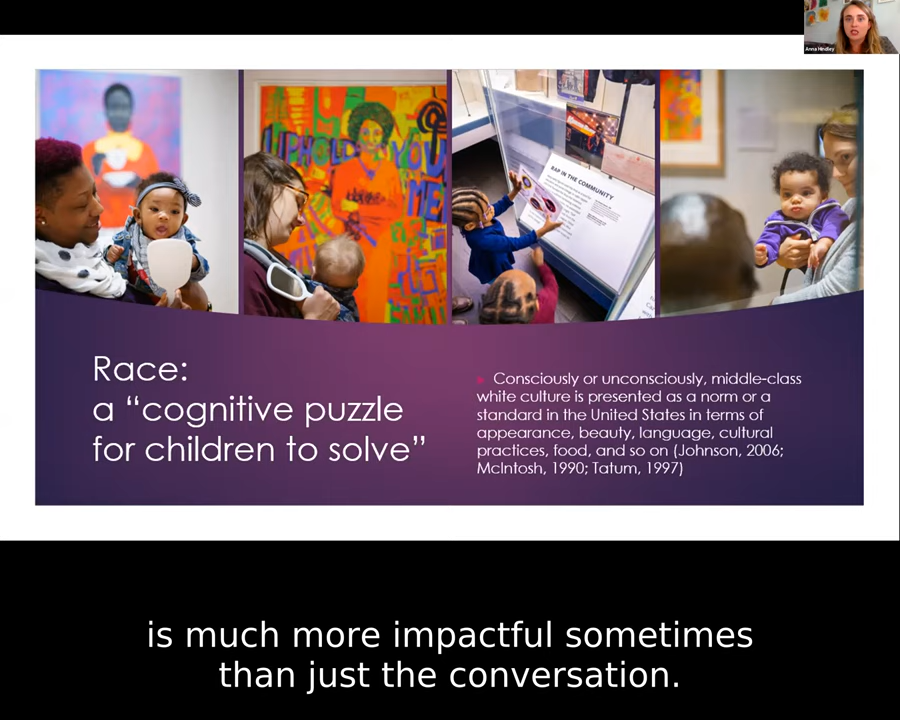 Anna Hindley
UPHOLD YOUR
MEN
RAP IN THE COMMUNITY
Race:
a “cognitive puzzle
for children to solve”
Consciously or unconsciously, middle-class
white culture is presented as a norm or a
standard in the United States in terms of
appearance, beauty, language, cultural
practices, food, and so on (Johnson, 2006;
McIntosh, 1990; Tatum, 1997)
is much more impactful sometimes
than just the conversation.